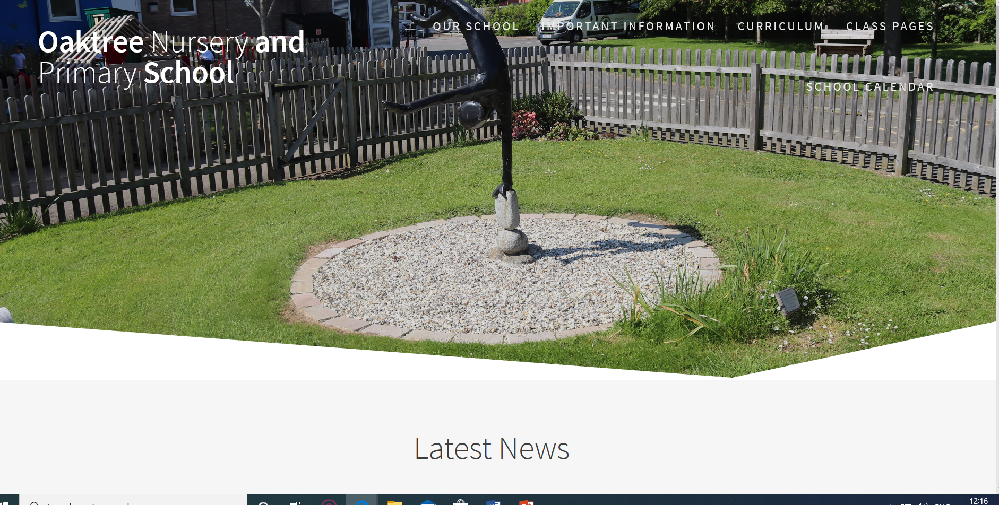 OUR SCHOOL IMPORTANT INFORMATION CURRICULUM CLASS PAGES
Oaktree Nursery and
Primary School
SCHOOL CALENDAR
Latest News
12:16